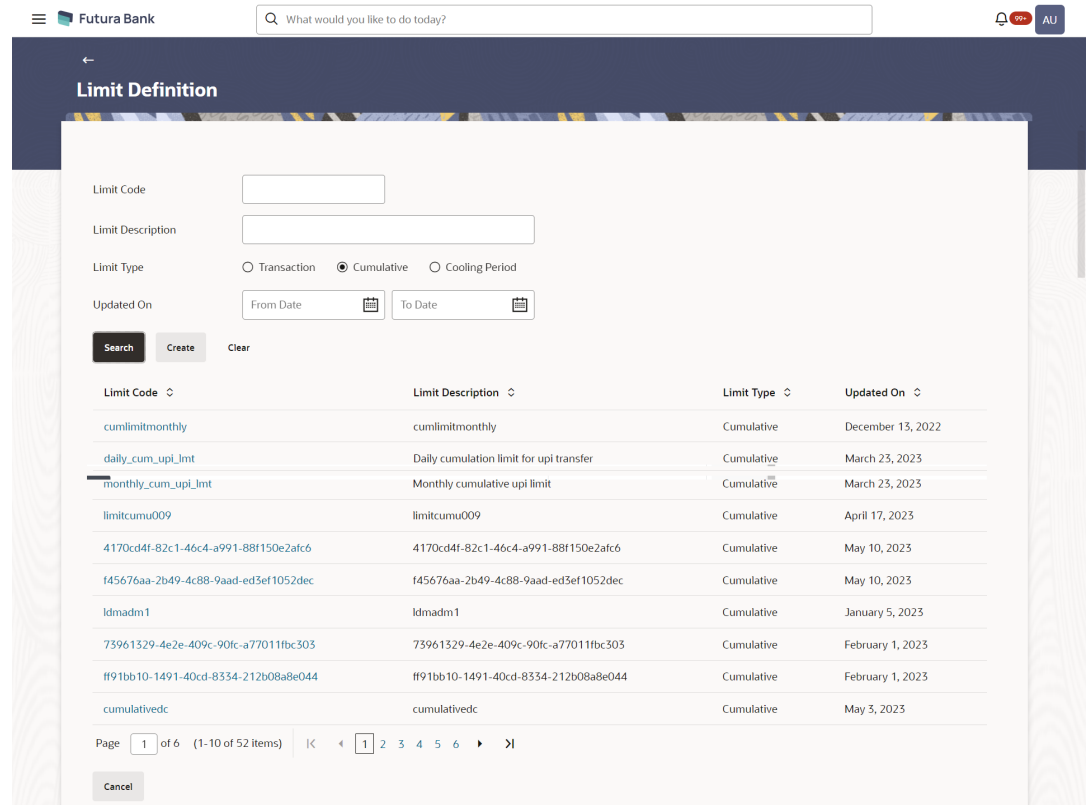 Futura Bank What would you like to do today? 99+ AU
Limit Definition
Limit Code
Limit Description
Limit Type Transaction Cumulative Cooling Period
Updated On From Date To Date
Search Create Clear
Limit Code Limit Description Limit Type Updated On
cumlimitmonthly cumlimitmonthly Cumulative December 13, 2022
daily_cum_upi_lmt Daily cumulation limit for upi transfer Cumulative March 23, 2023
monthly_cum_upi_lmt Monthly cumulative upi limit Cumulative March 23, 2023
limitcumu009 limitcumu009 Cumulative April 17, 2023
4170cd4f-82c1-46c4-a991-88f150e2afc6 4170cd4f-82c1-46c4-a991-88f150e2afc6 Cumulative May 10, 2023
f45676aa-2b49-4c88-9aad-ed3ef1052dec f45676aa-2b49-4c88-9aad-ed3ef1052dec Cumulative May 10, 2023
ldmadm1 ldmadm1 Cumulative January 5, 2023
73961329-4e2e-409c-90fc-a77011fbc303 73961329-4e2e-409c-90fc-a77011fbc303 Cumulative February 1, 2023
ff91bb10-1491-40cd-8334-212b08a8e044 ff91bb10-1491-40cd-8334-212b08a8e044 Cumulative February 1, 2023
cumulativedc cumulativedc Cumulative May 3, 2023
Page 1 of 6 (1-10 of 52 items) 1 2 3 4 5 6
Cancel